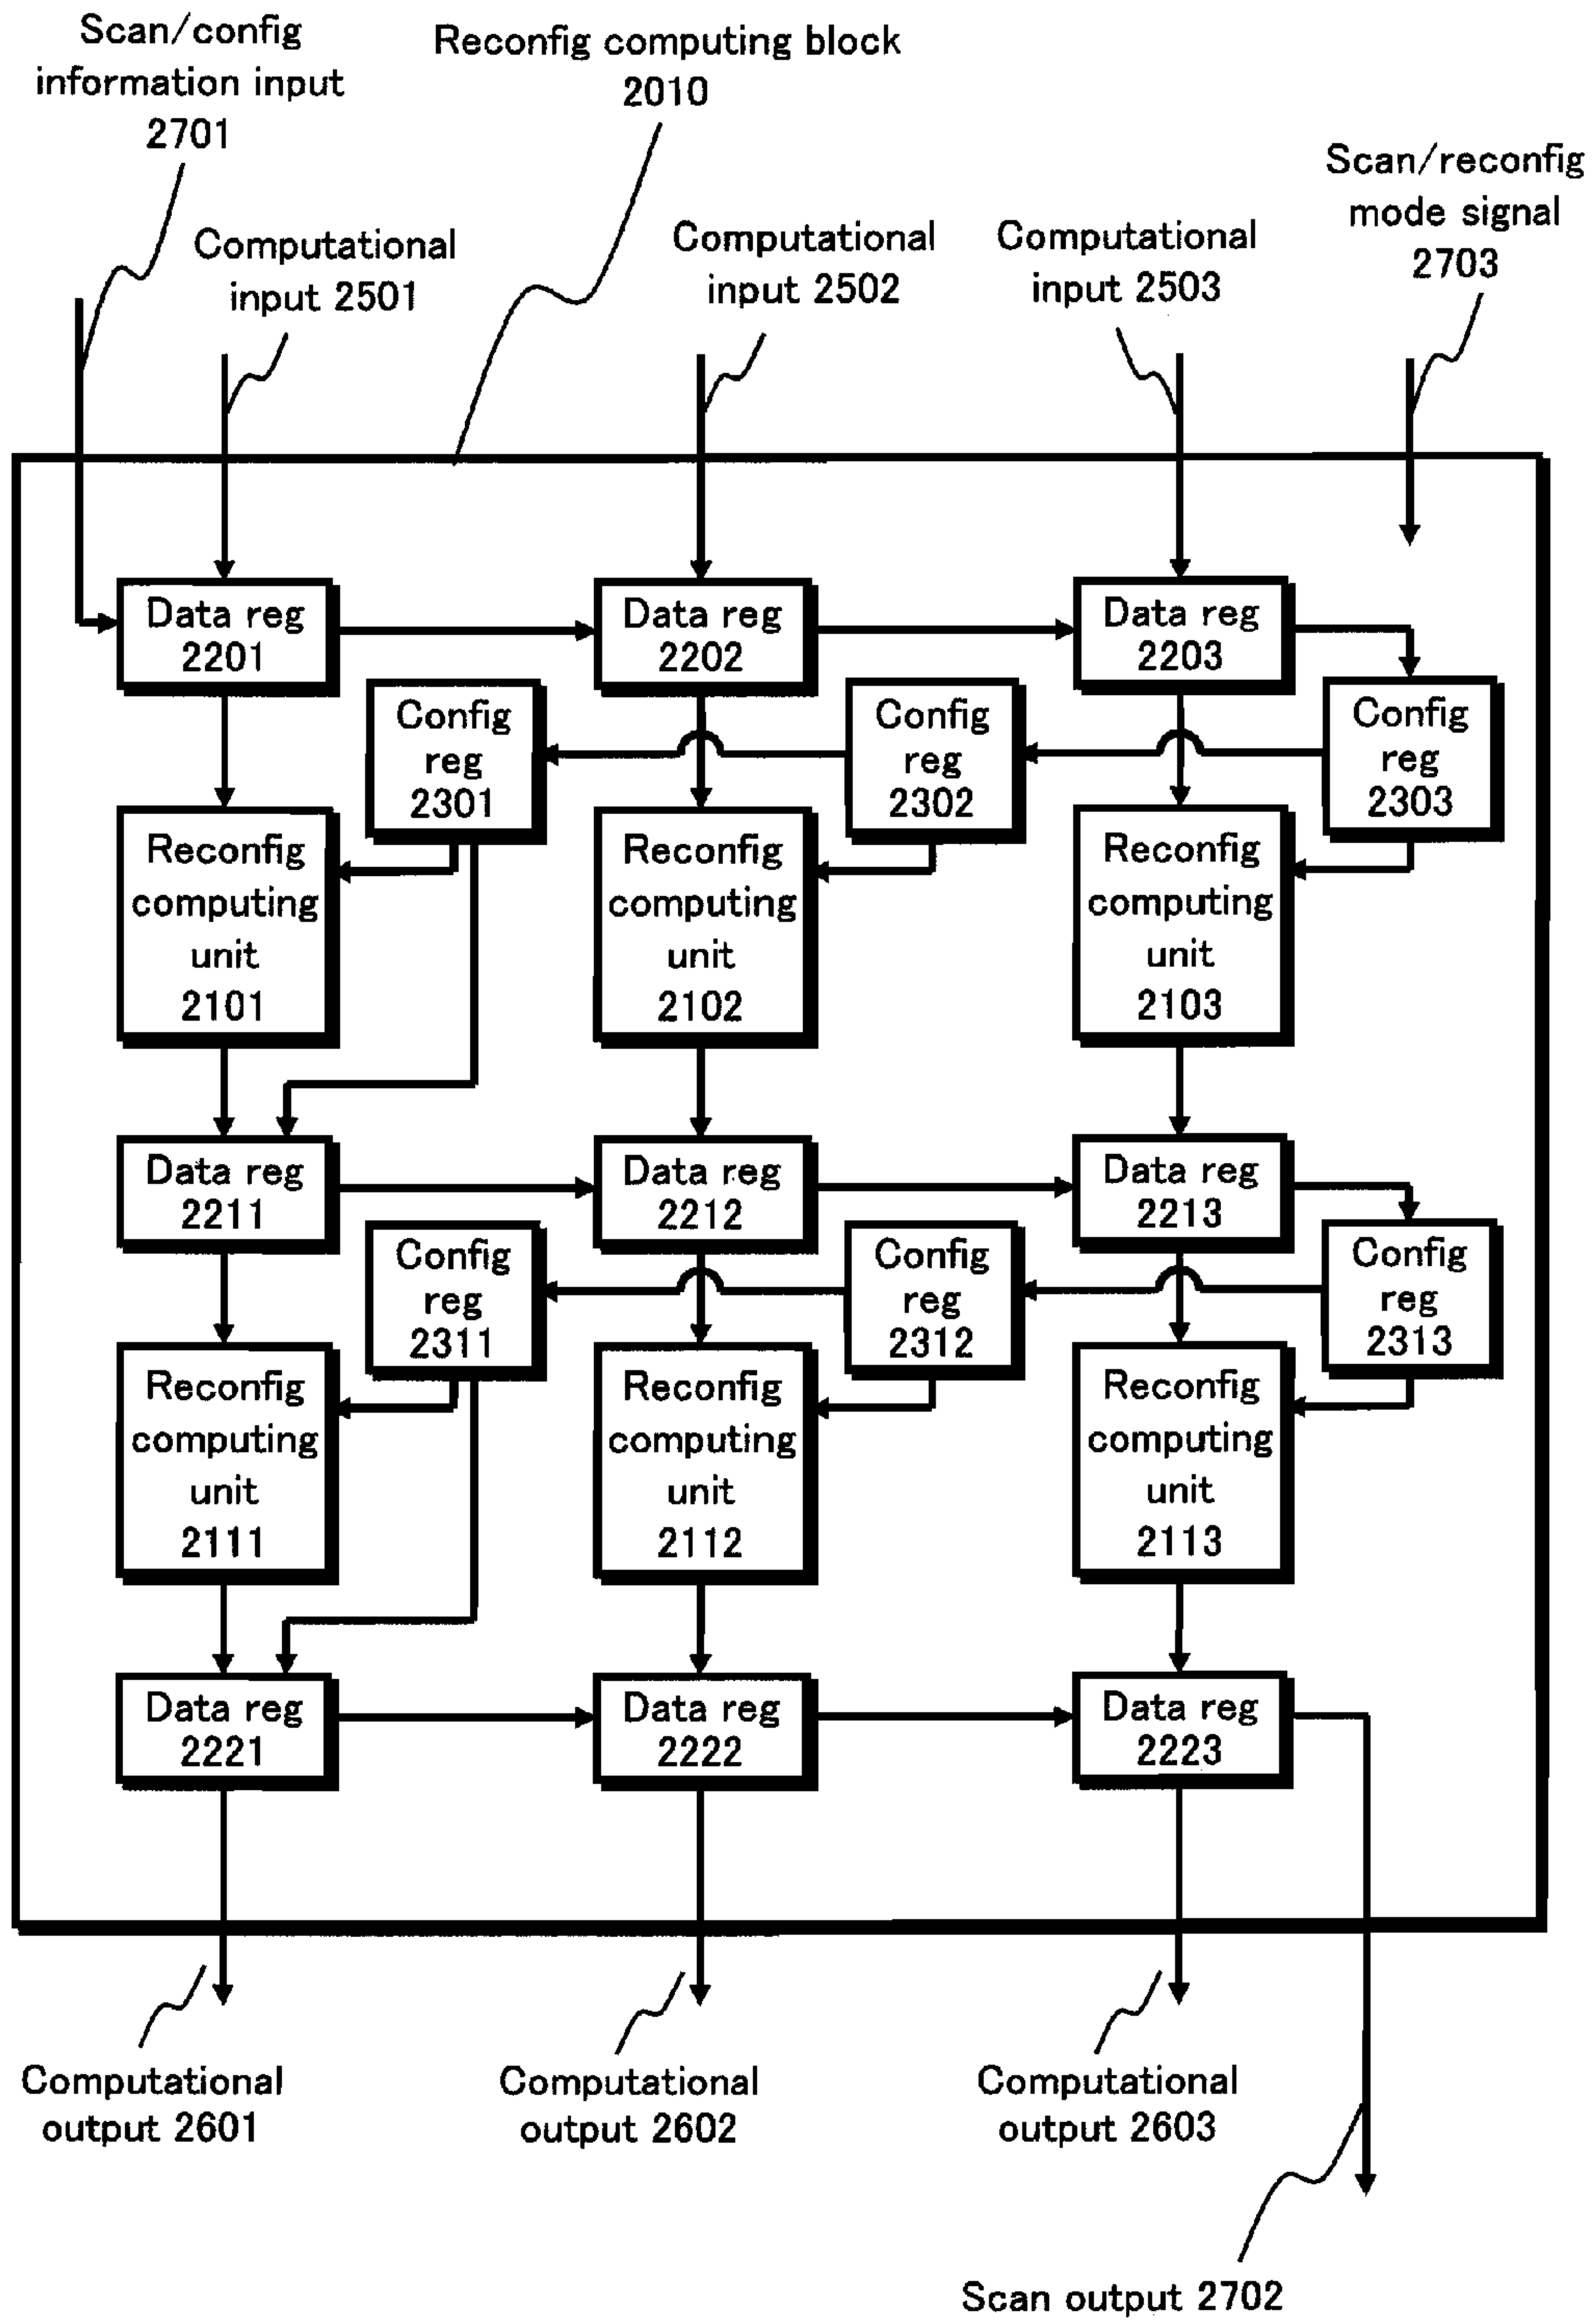 Scan/config
information input
2701
Reconfig computing block
2010
Scan/reconfig
mode signal
2703
Computational
input 2501
Computational
input 2502
Computational
input 2503
Data reg
2201
Data reg
2202
Data reg
2203
Config
reg
2301
Config
reg
2302
Config
reg
2303
Reconfig
computing
unit
2101
Reconfig
computing
unit
2102
Reconfig
computing
unit
2103
Data reg
2211
Data reg
2212
Data reg
2213
Config
reg
2311
Config
reg
2312
Config
reg
2313
Reconfig
computing
unit
2111
Reconfig
computing
unit
2112
Reconfig
computing
unit
2113
Data reg
2221
Data reg
2222
Data reg
2223
Computational
output 2601
Computational
output 2602
Computational
output 2603
Scan output 2702